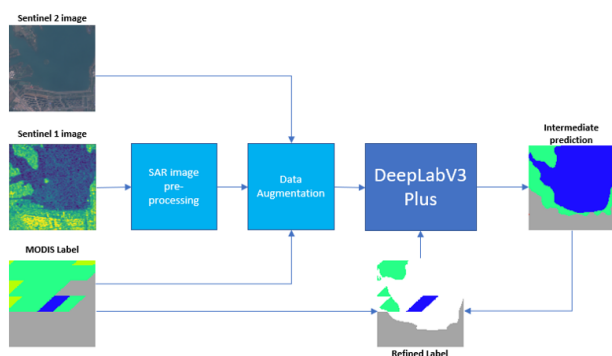 Sentinel 2 image
Sentinel 1 image
SAR image
pre-
processing
Data
Augmentation
DeepLabV3
Plus
Intermediate
prediction
MODIS Label
Refined Label